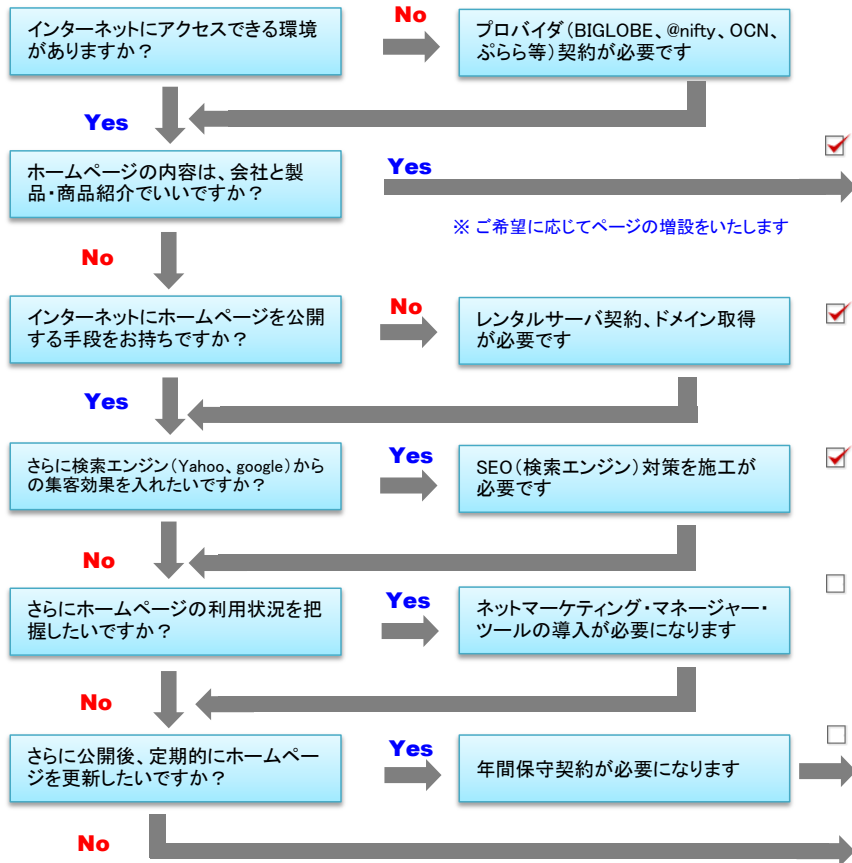 インターネットにアクセスできる環境
がありますか？
No
プロバイダ（BIGLOBE、@nifty、OCN、
ぷらら等）契約が必要です
Yes
ホームページの内容は、会社と製
品・商品紹介でいいですか？
Yes
※ ご希望に応じてページの増設をいたします
No
インターネットにホームページを公開
する手段をお持ちですか？
No
レンタルサーバ契約、ドメイン取得
が必要です
Yes
さらに検索エンジン（Yahoo、google）から
の集客効果を入れたいですか？
Yes
SEO（検索エンジン）対策を施工が
必要です
No
さらにホームページの利用状況を把
握したいですか？
Yes
ネットマーケティング・マネージャー・
ツールの導入が必要になります
No
さらに公開後、定期的にホームペー
ジを更新したいですか？
Yes
年間保守契約が必要になります
No